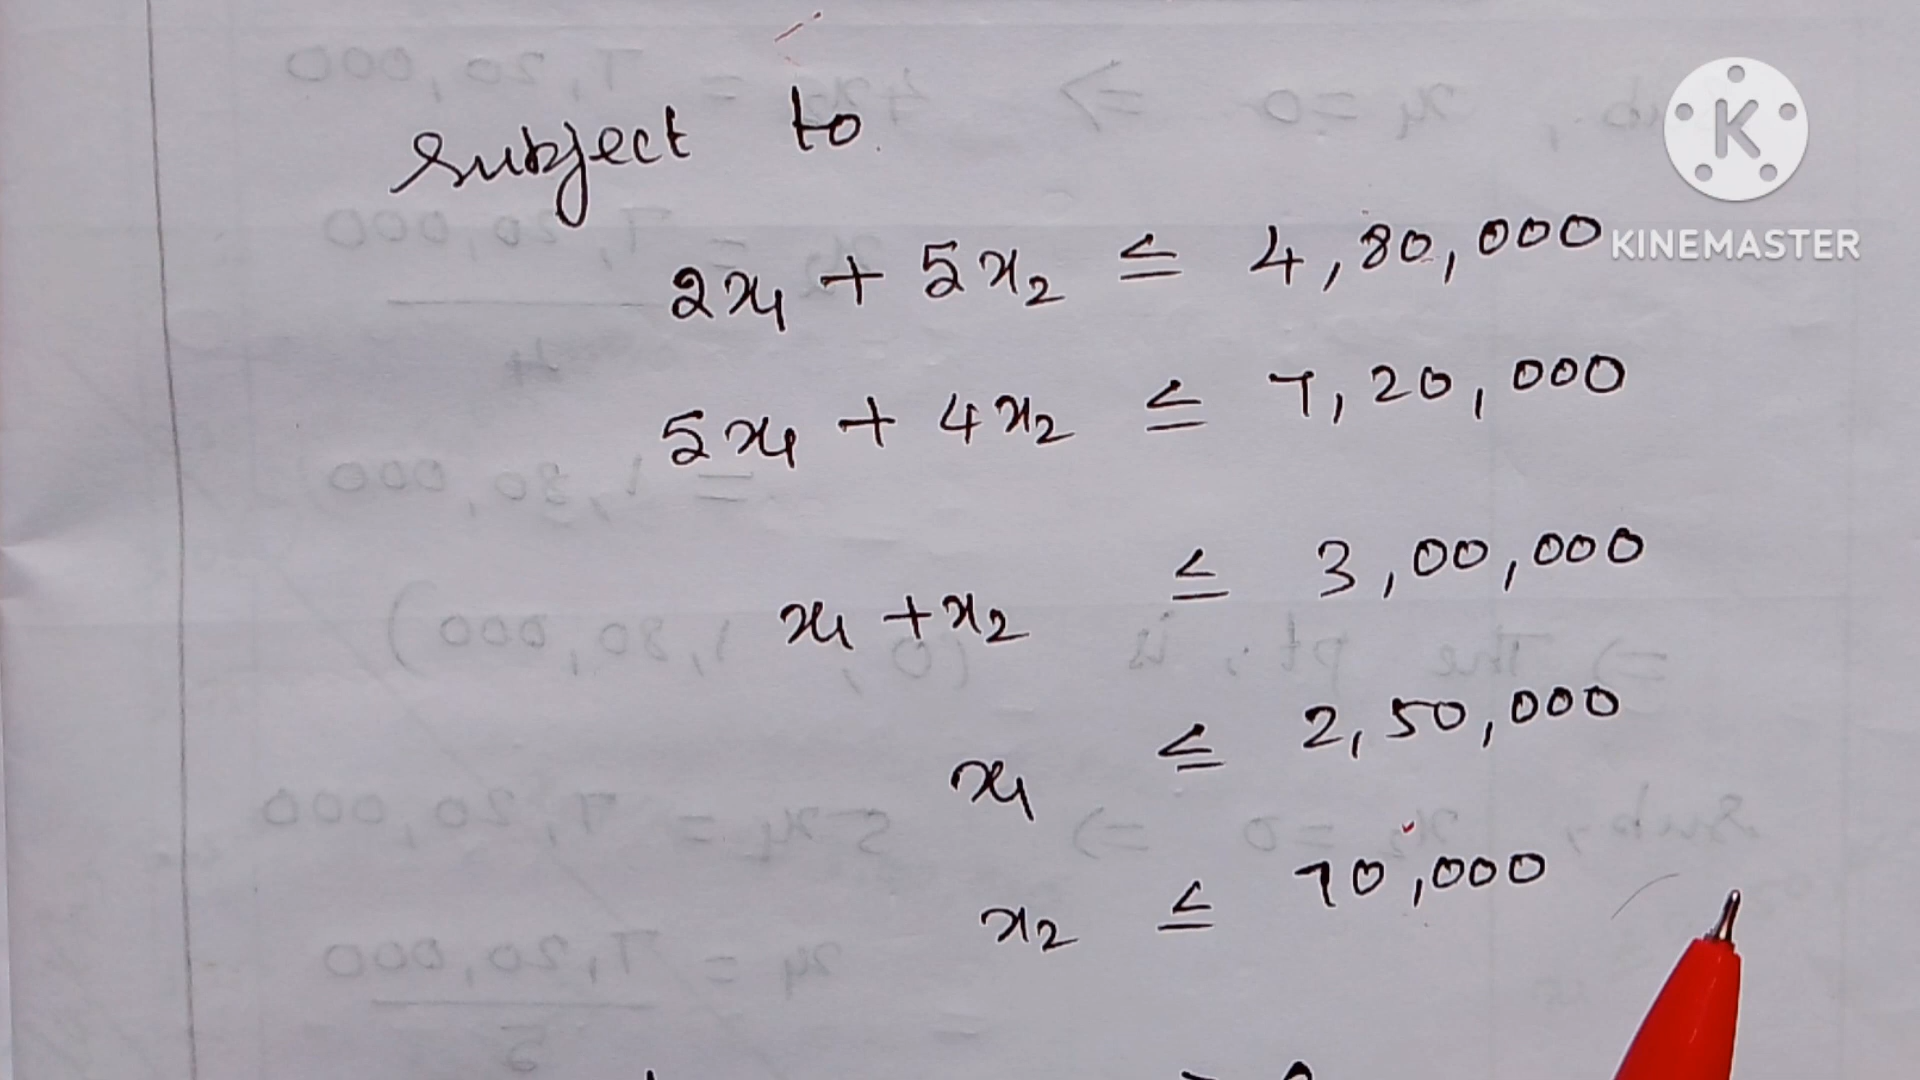 Subject to
K
KINEMASTER
2x₁ + 5x₂ ≤ 4,80,000
5x₁ + 4x₂ ≤ 7,20,000
x₁ + x₂ ≤ 3,00,000
x₁ ≤ 2,50,000
x₂ ≤ 70,000